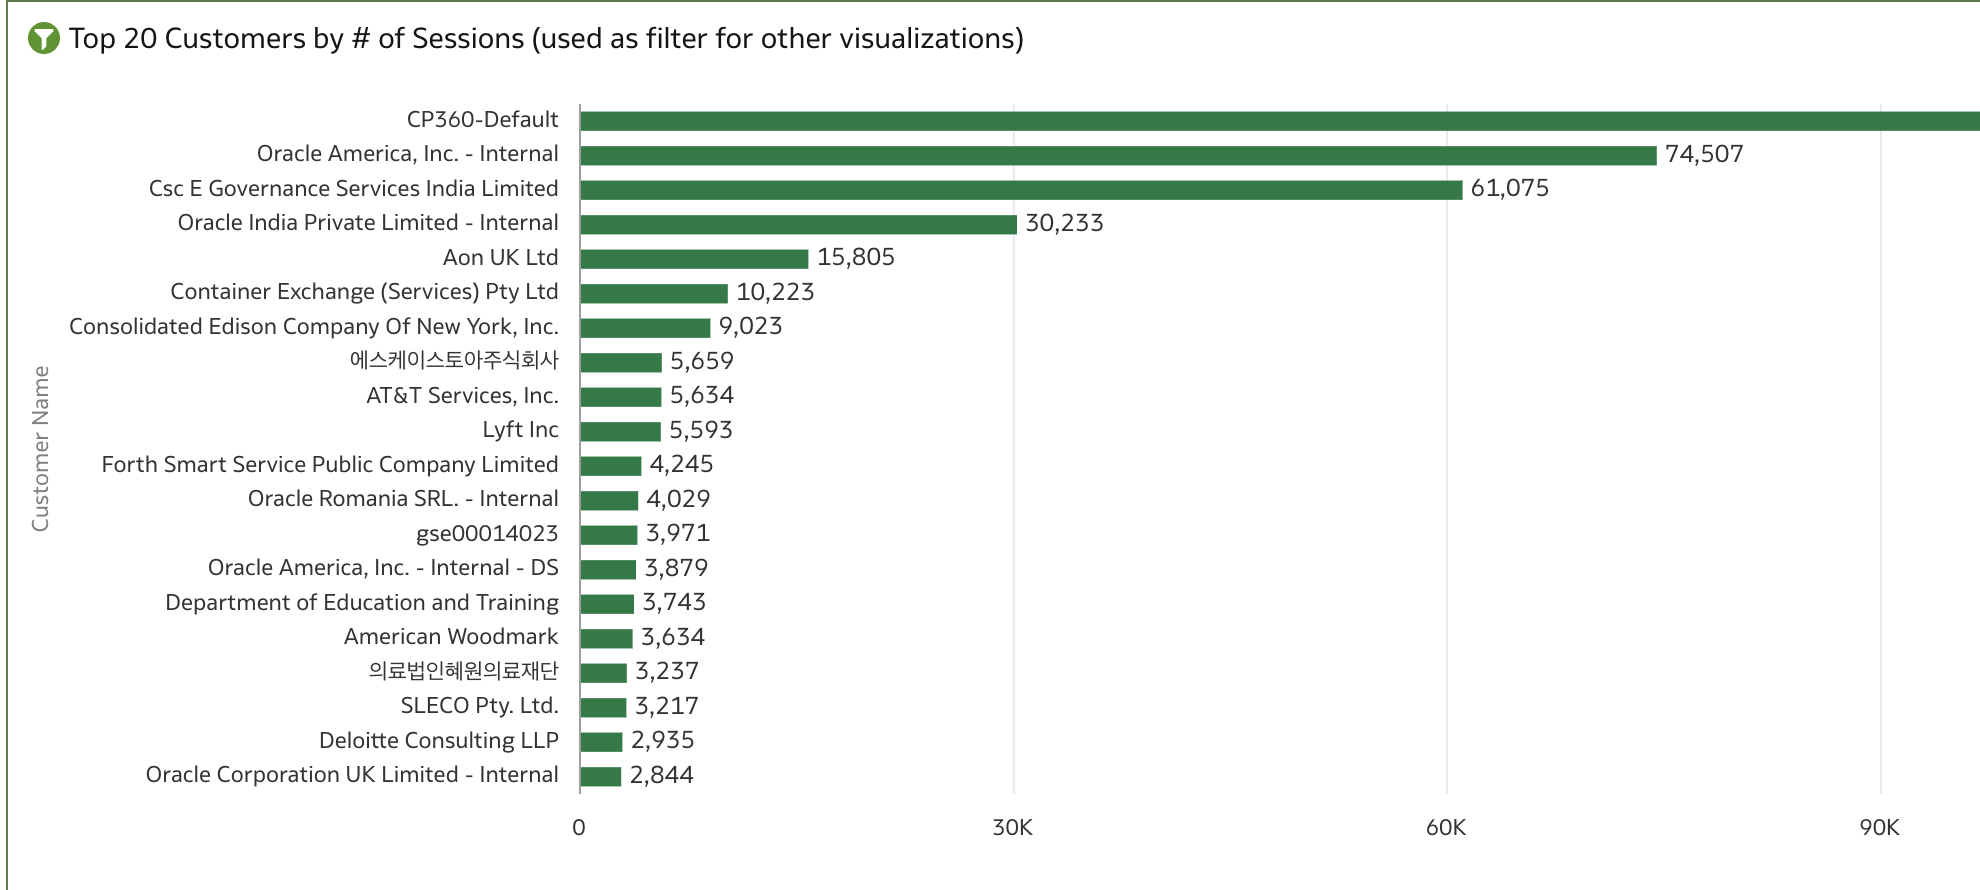 Top 20 Customers by # of Sessions (used as filter for other visualizations)
Customer Name
CP360-Default
Oracle America, Inc. - Internal 74,507
Csc E Governance Services India Limited 61,075
Oracle India Private Limited - Internal 30,233
Aon UK Ltd 15,805
Container Exchange (Services) Pty Ltd 10,223
Consolidated Edison Company Of New York, Inc. 9,023
에스케이스토아주식회사 5,659
AT&T Services, Inc. 5,634
Lyft Inc 5,593
Forth Smart Service Public Company Limited 4,245
Oracle Romania SRL. - Internal 4,029
gse00014023 3,971
Oracle America, Inc. - Internal - DS 3,879
Department of Education and Training 3,743
American Woodmark 3,634
의료법인혜원의료재단 3,237
SLECO Pty. Ltd. 3,217
Deloitte Consulting LLP 2,935
Oracle Corporation UK Limited - Internal 2,844
0 30K 60K 90K